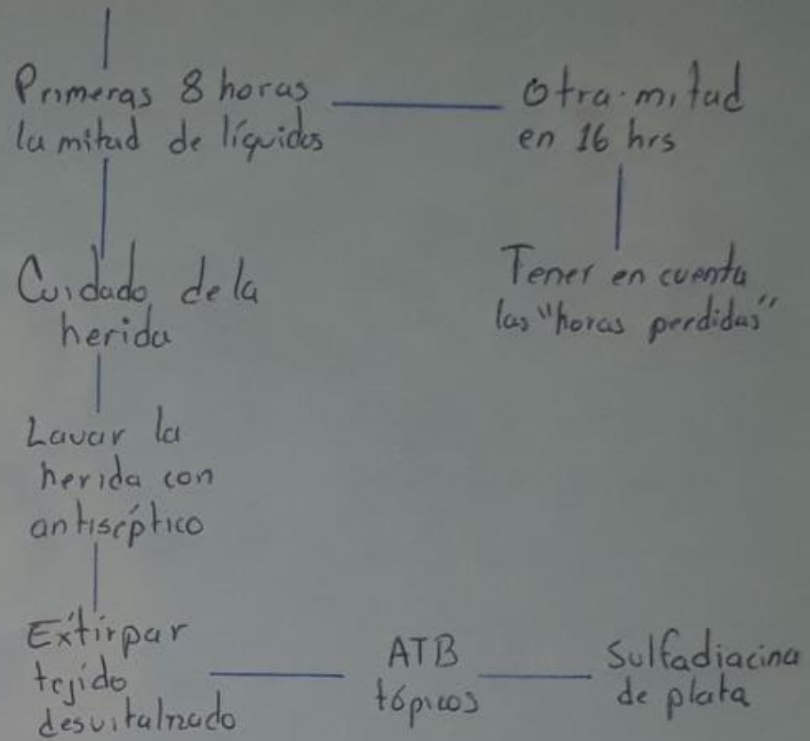 Primeras 8 horas
la mitad de líquidos
Otra mitad
en 16 hrs
Tener en cuenta
las "horas perdidas"
Cuidado de la
herida
Lavar la
herida con
antiséptico
Extirpar
tejido
desvitalizado
ATB
tópicos
Sulfadiacina
de plata